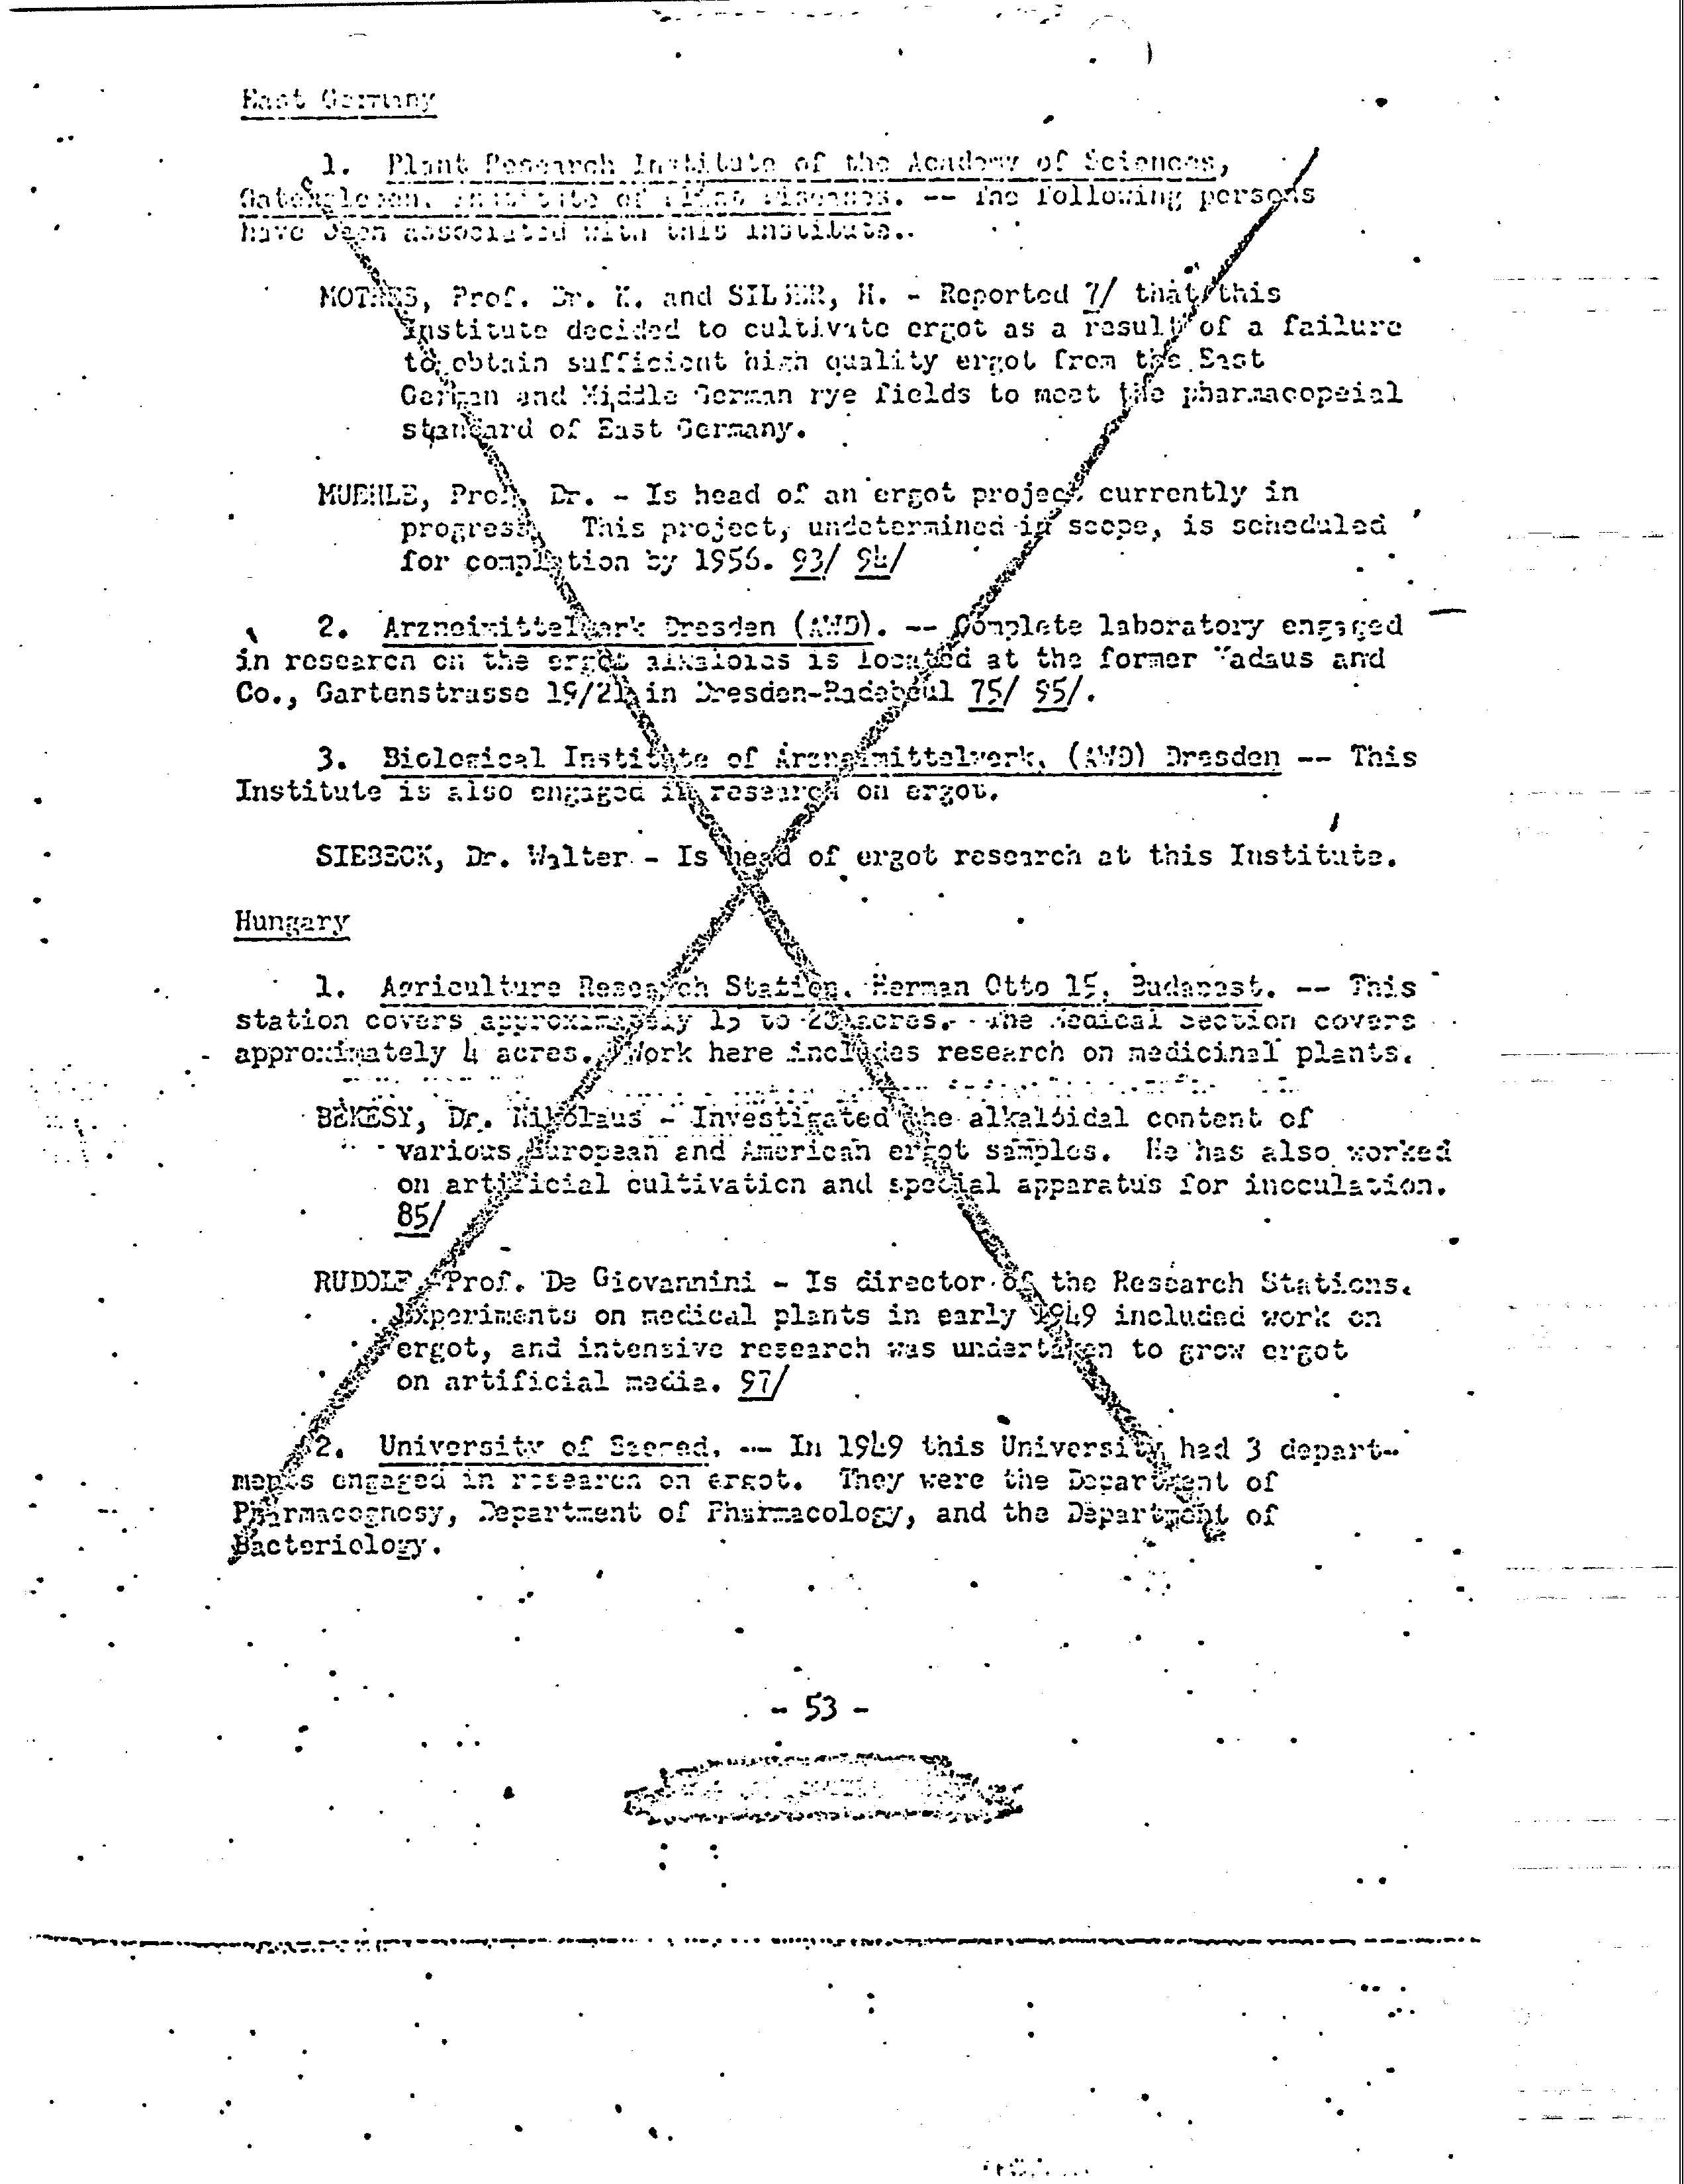 East Germany
1. Plant Research Institute of the Academy of Sciences,
Gatersleben. Institute of Plant Diseases. -- The following persons
have been associated with this institute..
MOTHES, Prof. Dr. K. and SILBER, H. - Reported 7/ that this
Institute decided to cultivate ergot as a result of a failure
to obtain sufficient high quality ergot from the East
German and Middle German rye fields to meet the pharmacopeial
standard of East Germany.
MUEHLE, Prof. Dr. - Is head of an ergot project currently in
progress. This project, undetermined in scope, is scheduled
for completion by 1956. 93/ 94/
2. Arzneimittelwerk Dresden (AWD). -- Complete laboratory engaged
in research on the ergot alkaloids is located at the former Madaus and
Co., Gartenstrasse 19/21 in Dresden-Radebeul 75/ 95/.
3. Biological Institute of Arzneimittelwerk, (AWD) Dresden -- This
Institute is also engaged in research on ergot.
SIEBECK, Dr. Walter - Is head of ergot research at this Institute.
Hungary
1. Agriculture Research Station, Herman Otto 15, Budapest. -- This
station covers approximately 15 to 20 acres. The Medical Section covers
approximately 4 acres. Work here includes research on medicinal plants.
BEKESY, Dr. Nikolaus - Investigated the alkaloidal content of
various European and American ergot samples. He has also worked
on artificial cultivation and special apparatus for inoculation.
85/
RUDOLF, Prof. De Giovannini - Is director of the Research Stations.
Experiments on medical plants in early 1949 included work on
ergot, and intensive research was undertaken to grow ergot
on artificial media. 97/
2. University of Szeged. -- In 1949 this University had 3 depart-
ments engaged in research on ergot. They were the Department of
Pharmacognosy, Department of Pharmacology, and the Department of
Bacteriology.
- 53 -